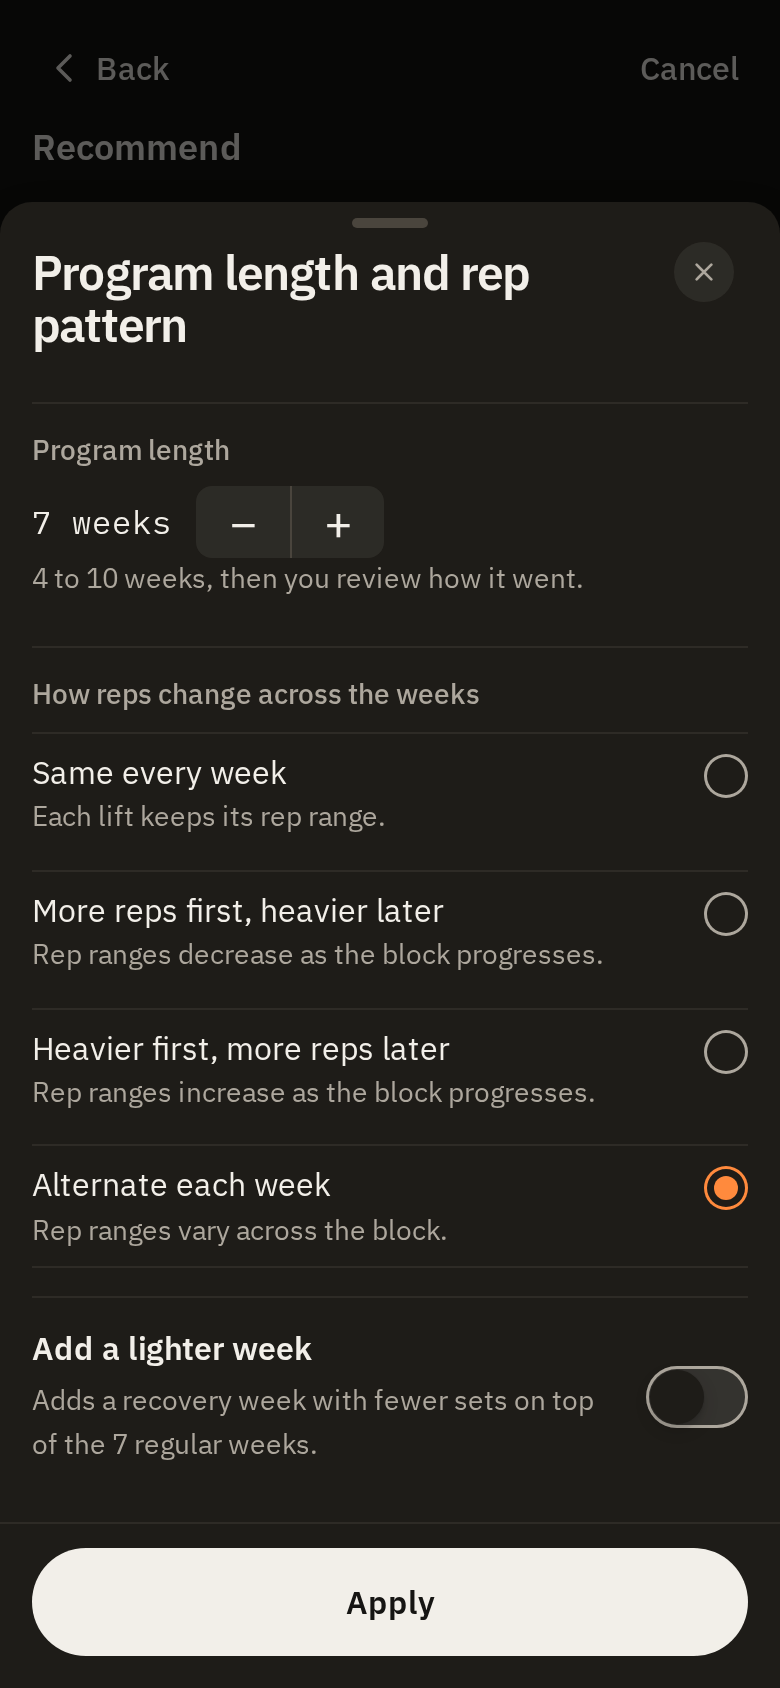 Back
Cancel
Recommend
Program length and rep
pattern
Program length
7 weeks
− +
4 to 10 weeks, then you review how it went.
How reps change across the weeks
Same every week
Each lift keeps its rep range.
More reps first, heavier later
Rep ranges decrease as the block progresses.
Heavier first, more reps later
Rep ranges increase as the block progresses.
Alternate each week
Rep ranges vary across the block.
Add a lighter week
Adds a recovery week with fewer sets on top
of the 7 regular weeks.
Apply